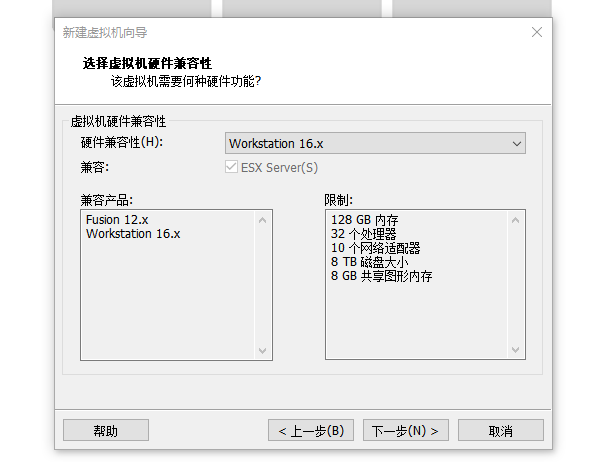 新建虚拟机向导
选择虚拟机硬件兼容性
该虚拟机需要何种硬件功能?
虚拟机硬件兼容性
硬件兼容性(H):
Workstation 16.x
兼容:
ESX Server(S)
兼容产品:
Fusion 12.x
Workstation 16.x
限制:
128 GB 内存
32 个处理器
10 个网络适配器
8 TB 磁盘大小
8 GB 共享图形内存
帮助
< 上一步(B)
下一步(N) >
取消